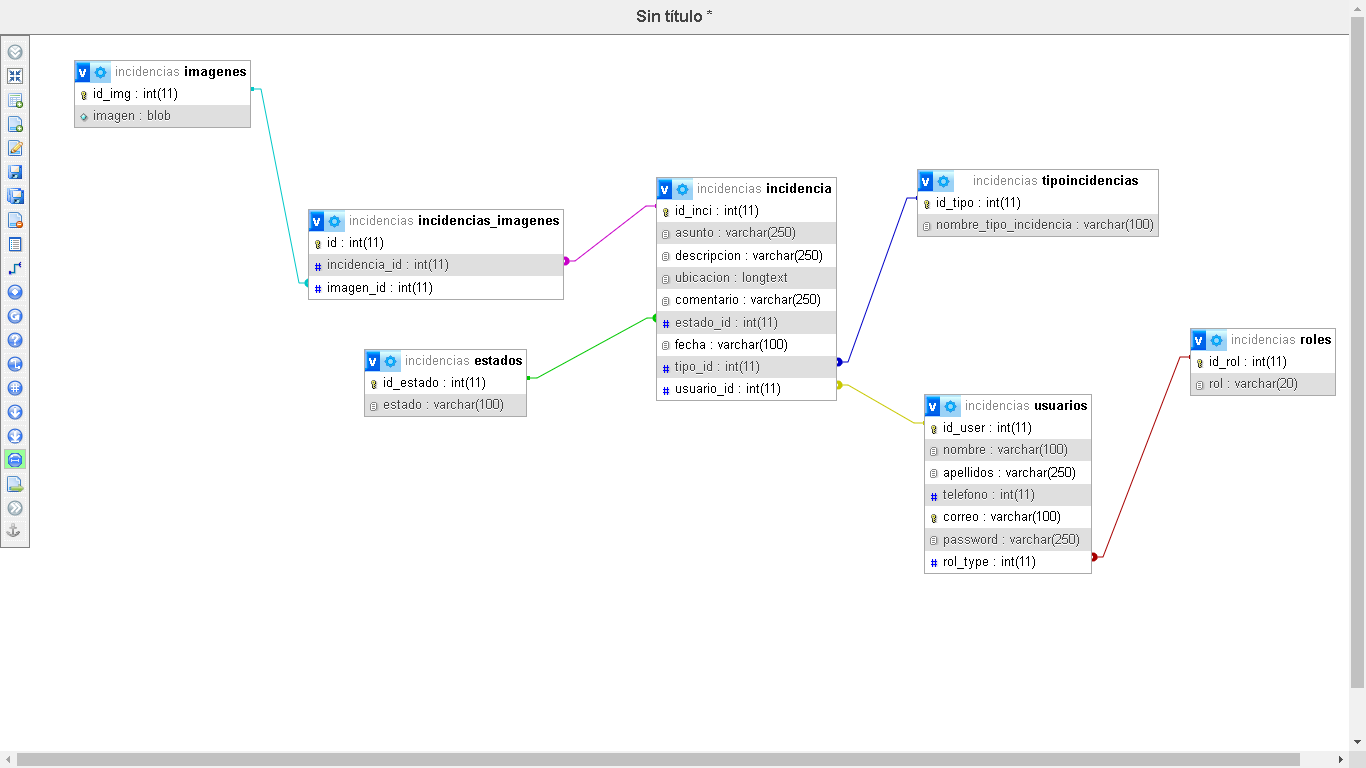 Sin título *
incidencias imagenes
id_img : int(11)
imagen : blob
incidencias incidencias_imagenes
id : int(11)
incidencia_id : int(11)
imagen_id : int(11)
incidencias estados
id_estado : int(11)
estado : varchar(100)
incidencias incidencia
id_inci : int(11)
asunto : varchar(250)
descripcion : varchar(250)
ubicacion : longtext
comentario : varchar(250)
estado_id : int(11)
fecha : varchar(100)
tipo_id : int(11)
usuario_id : int(11)
incidencias tipoincidencias
id_tipo : int(11)
nombre_tipo_incidencia : varchar(100)
incidencias usuarios
id_user : int(11)
nombre : varchar(100)
apellidos : varchar(250)
telefono : int(11)
correo : varchar(100)
password : varchar(250)
rol_type : int(11)
incidencias roles
id_rol : int(11)
rol : varchar(20)